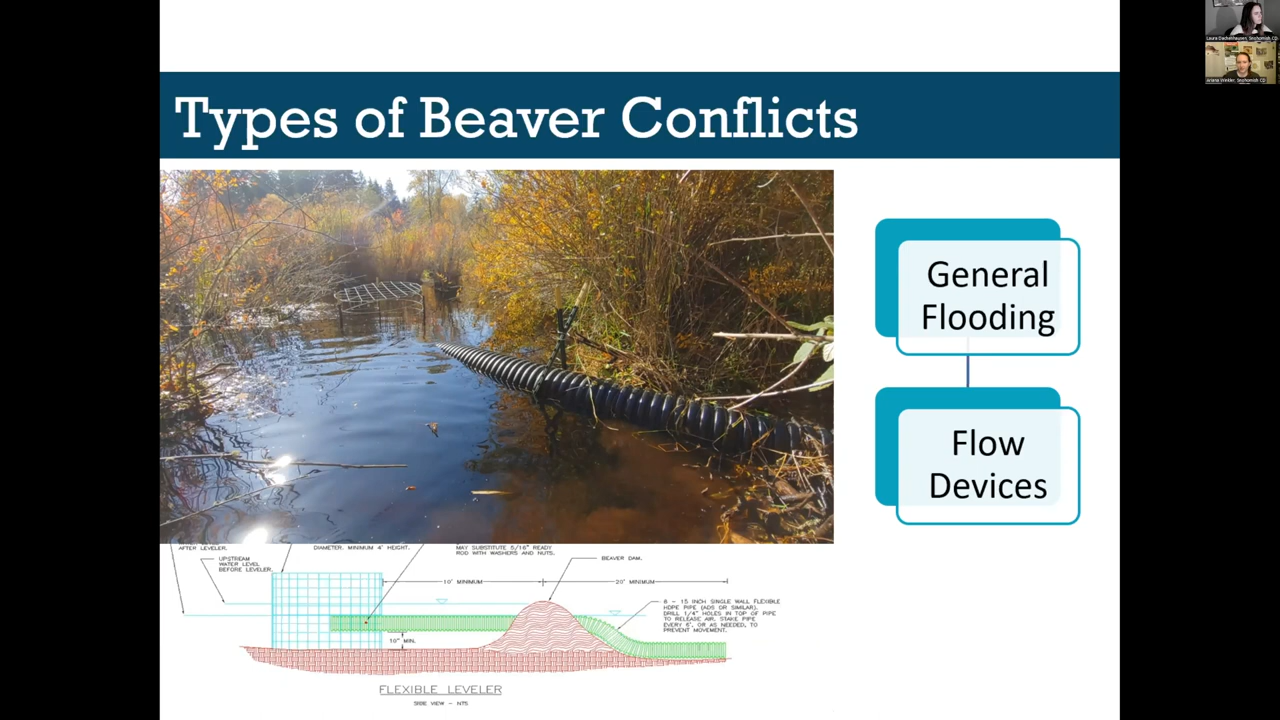 Types of Beaver Conflicts
General
Flooding
Flow
Devices
AFTER LEVELER.
UPSTREAM
WATER LEVEL
BEFORE LEVELER.
DIAMETER. MINIMUM 4' HEIGHT.
MAY SUBSTITUTE 5/16" READY
ROD WITH WASHERS AND NUTS.
BEAVER DAM.
10' MINIMUM
20' MINIMUM
8 - 15 INCH SINGLE WALL FLEXIBLE
HDPE PIPE (ADS OR SIMILAR).
DRILL 1/4" HOLES IN TOP OF PIPE
TO RELEASE AIR. STAKE PIPE
EVERY 6', OR AS NEEDED, TO
PREVENT MOVEMENT.
10" MIN.
FLEXIBLE LEVELER
SIDE VIEW - NTS